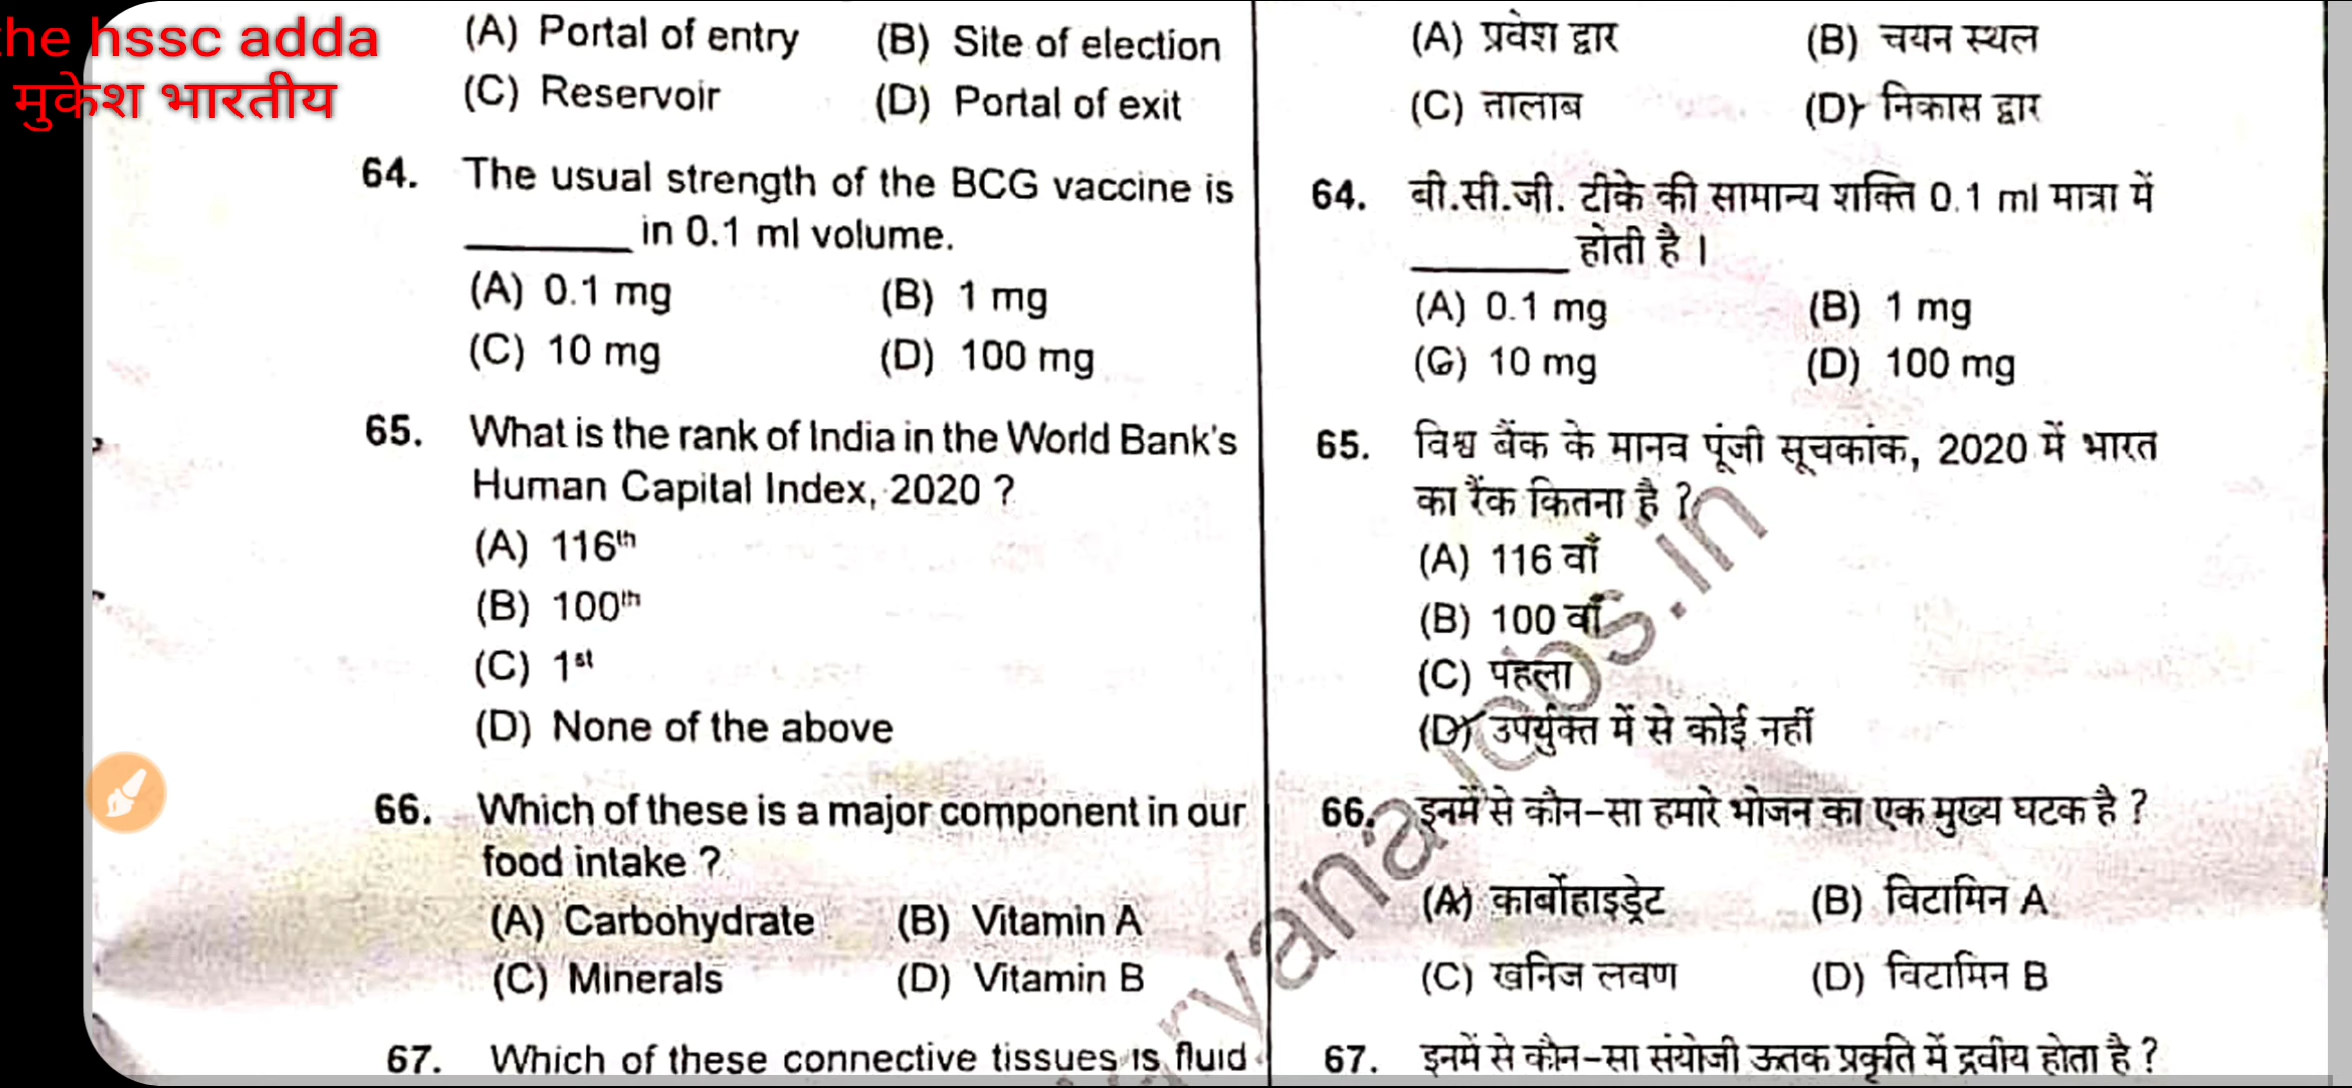 the hssc adda
मुकेश भारतीय
(A) Portal of entry (B) Site of election
(C) Reservoir (D) Portal of exit
64. The usual strength of the BCG vaccine is
________ in 0.1 ml volume.
(A) 0.1 mg (B) 1 mg
(C) 10 mg (D) 100 mg
65. What is the rank of India in the World Bank's
Human Capital Index, 2020 ?
(A) 116th
(B) 100th
(C) 1st
(D) None of the above
66. Which of these is a major component in our
food intake ?
(A) Carbohydrate (B) Vitamin A
(C) Minerals (D) Vitamin B
67. Which of these connective tissues is fluid
(A) प्रवेश द्वार (B) चयन स्थल
(C) तालाब (D) निकास द्वार
64. बी.सी.जी. टीके की सामान्य शक्ति 0.1 ml मात्रा में
________ होती है ।
(A) 0.1 mg (B) 1 mg
(C) 10 mg (D) 100 mg
65. विश्व बैंक के मानव पूंजी सूचकांक, 2020 में भारत
का रैंक कितना है ?
(A) 116 वाँ
(B) 100 वाँ
(C) पहला
(D) उपर्युक्त में से कोई नहीं
66. इनमें से कौन-सा हमारे भोजन का एक मुख्य घटक है ?
(A) कार्बोहाइड्रेट (B) विटामिन A
(C) खनिज लवण (D) विटामिन B
67. इनमें से कौन-सा संयोजी ऊतक प्रकृति में द्रवीय होता है ?